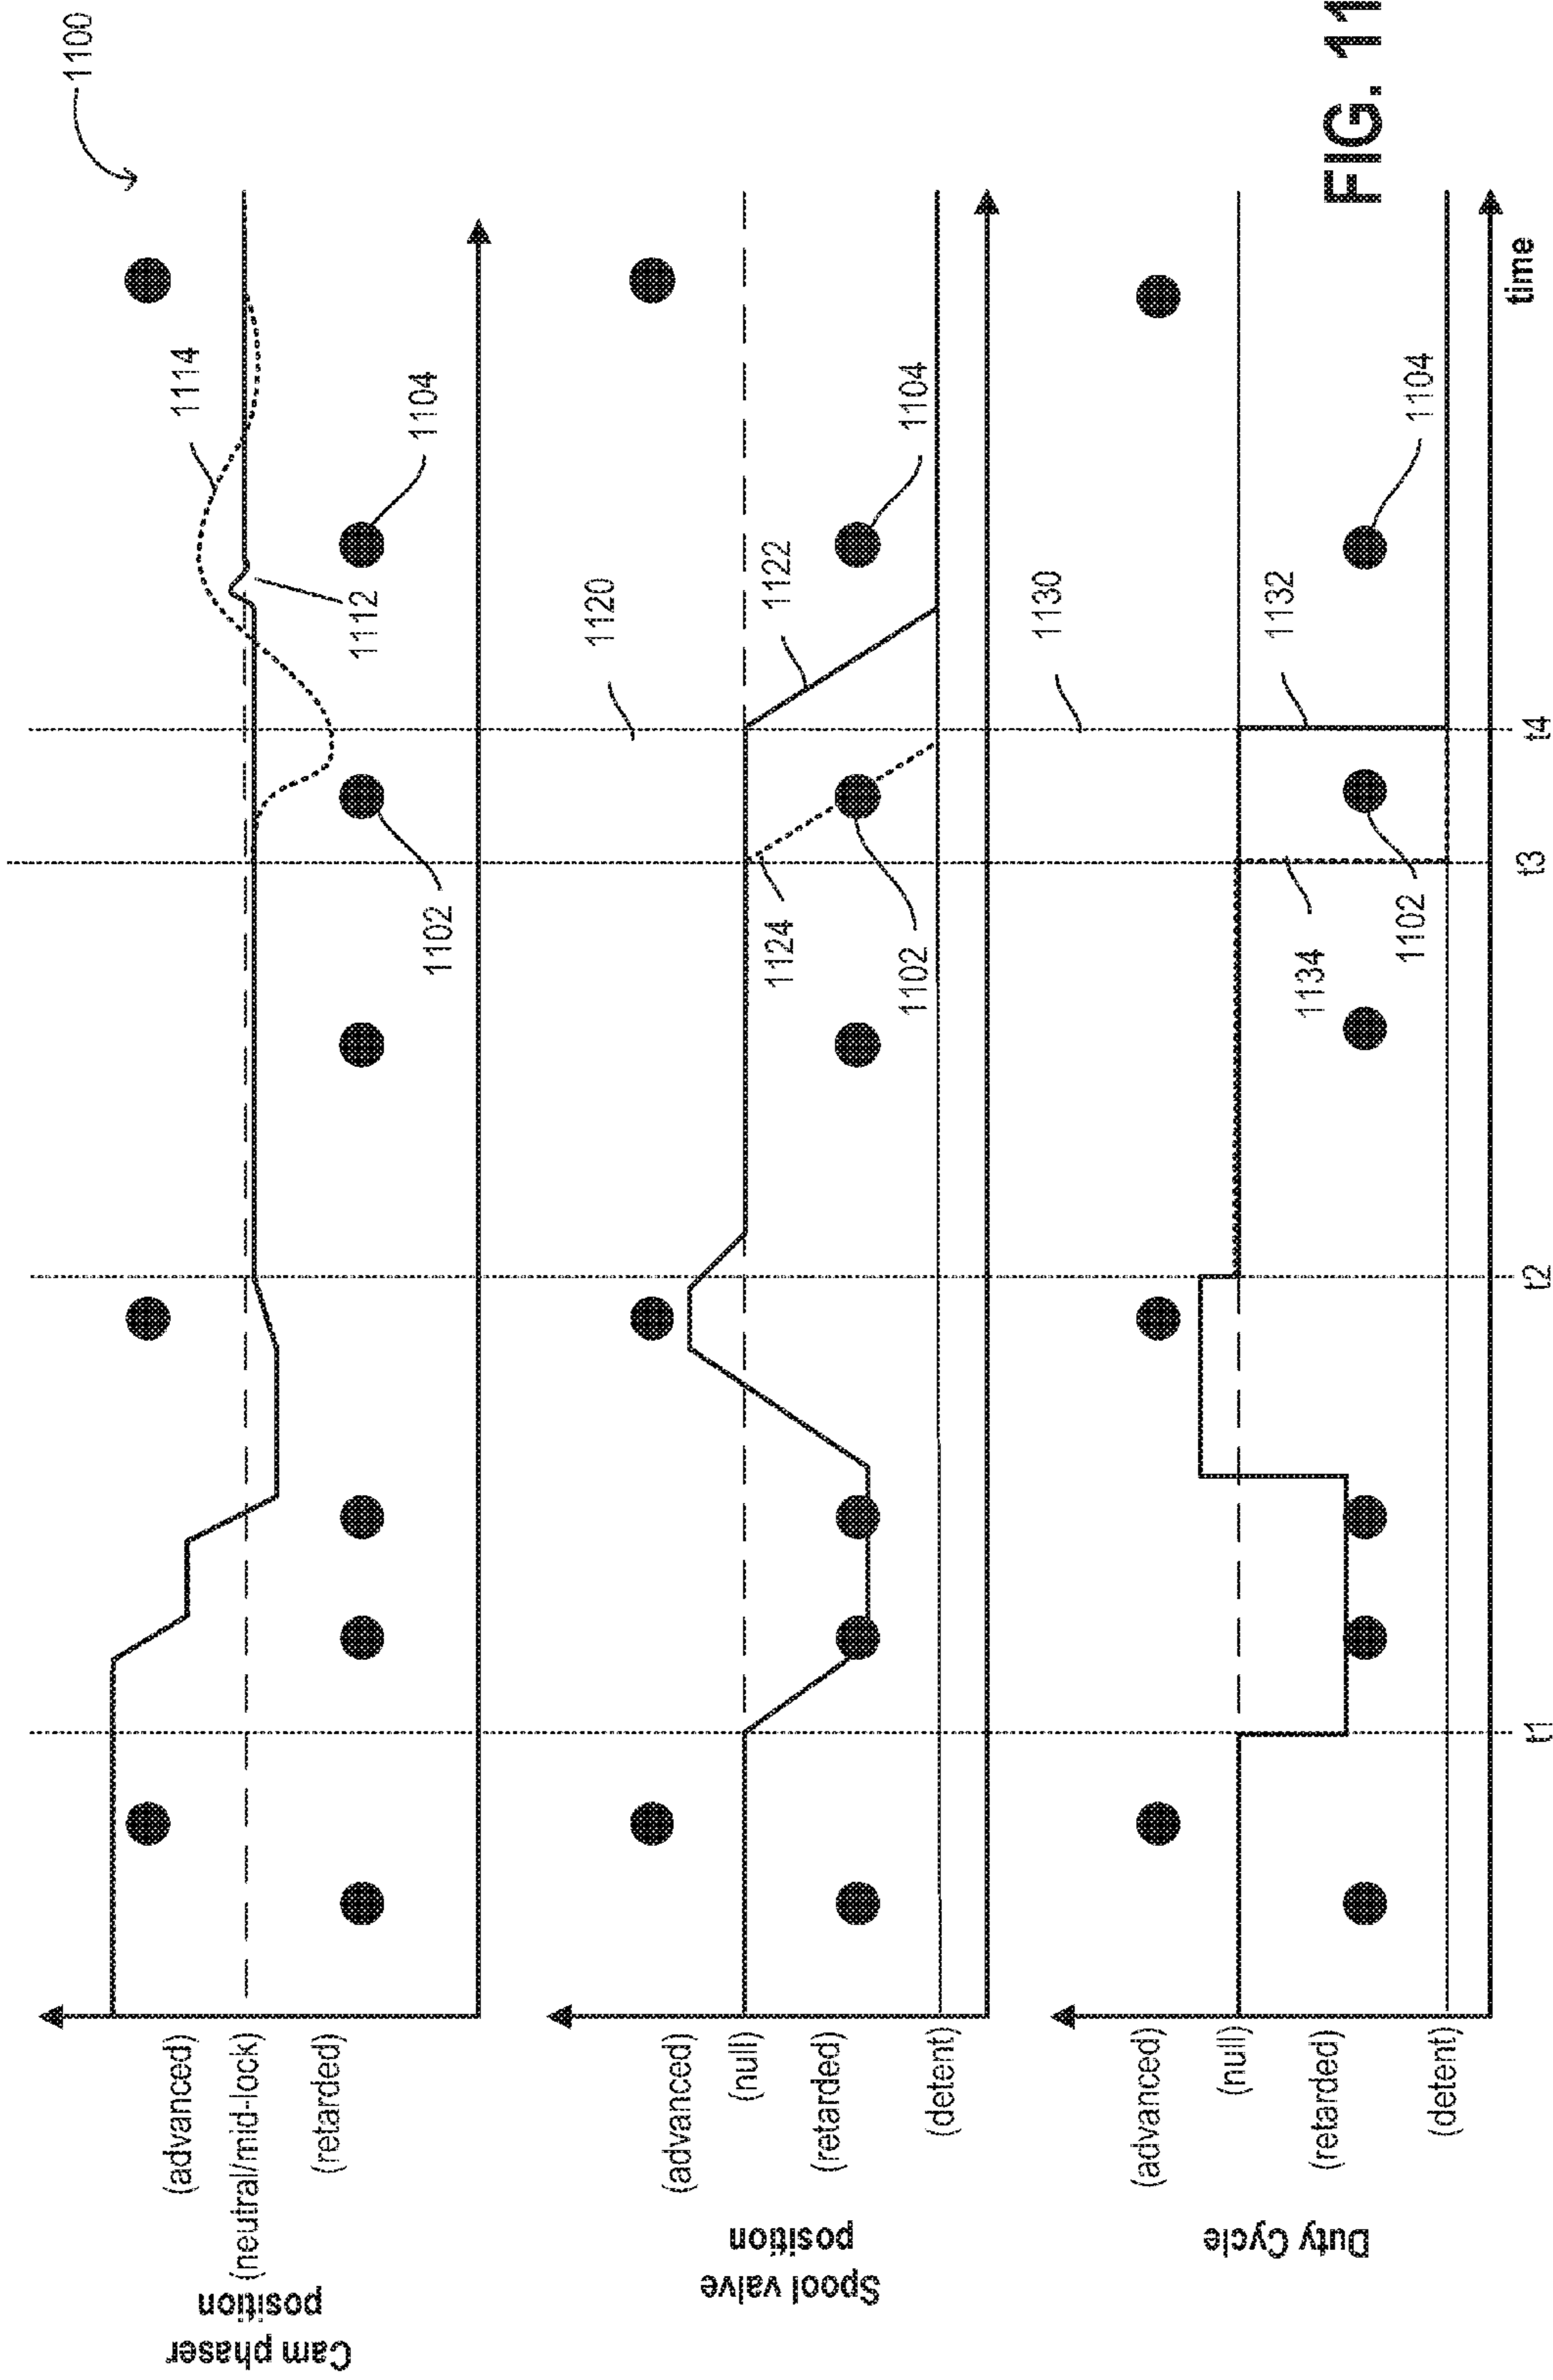 1100
Cam phaser
position
(advanced)
(neutral/mid-lock)
(retarded)
1114
1112
1102
1104
1120
Spool valve
position
(advanced)
(null)
(retarded)
(detent)
1124
1122
1102
1104
1130
Duty Cycle
(advanced)
(null)
(retarded)
(detent)
1134
1132
1102
1104
t1
t2
t3
t4
time
FIG. 11